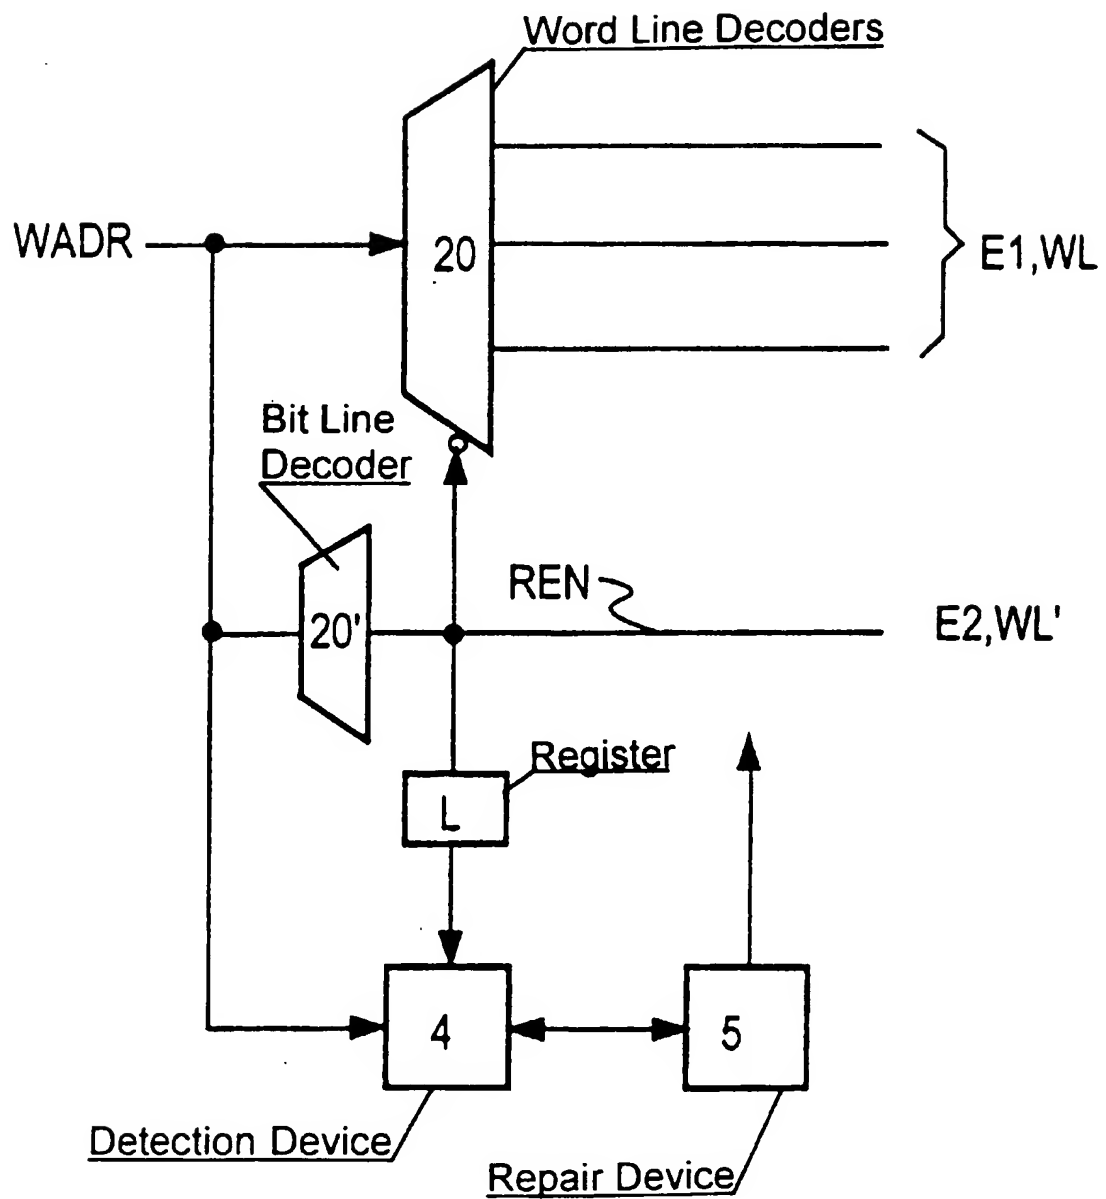 Word Line Decoders
WADR
20
E1,WL
Bit Line
Decoder
20'
REN
E2,WL'
Register
L
4
5
Detection Device
Repair Device